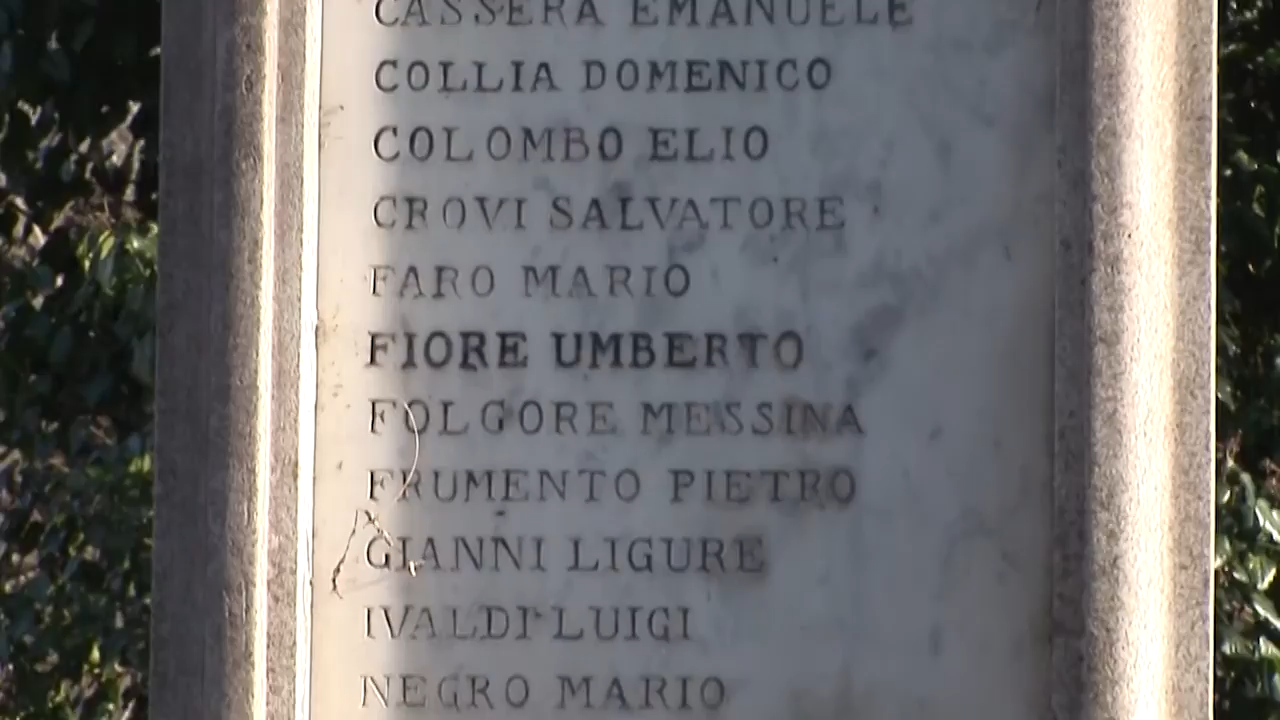 CASSERA EMANUELE
COLLIA DOMENICO
COLOMBO ELIO
CROVI SALVATORE
FARO MARIO
FIORE UMBERTO
FOLGORE MESSINA
FRUMENTO PIETRO
GIANNI LIGURE
IVALDI LUIGI
NEGRO MARIO